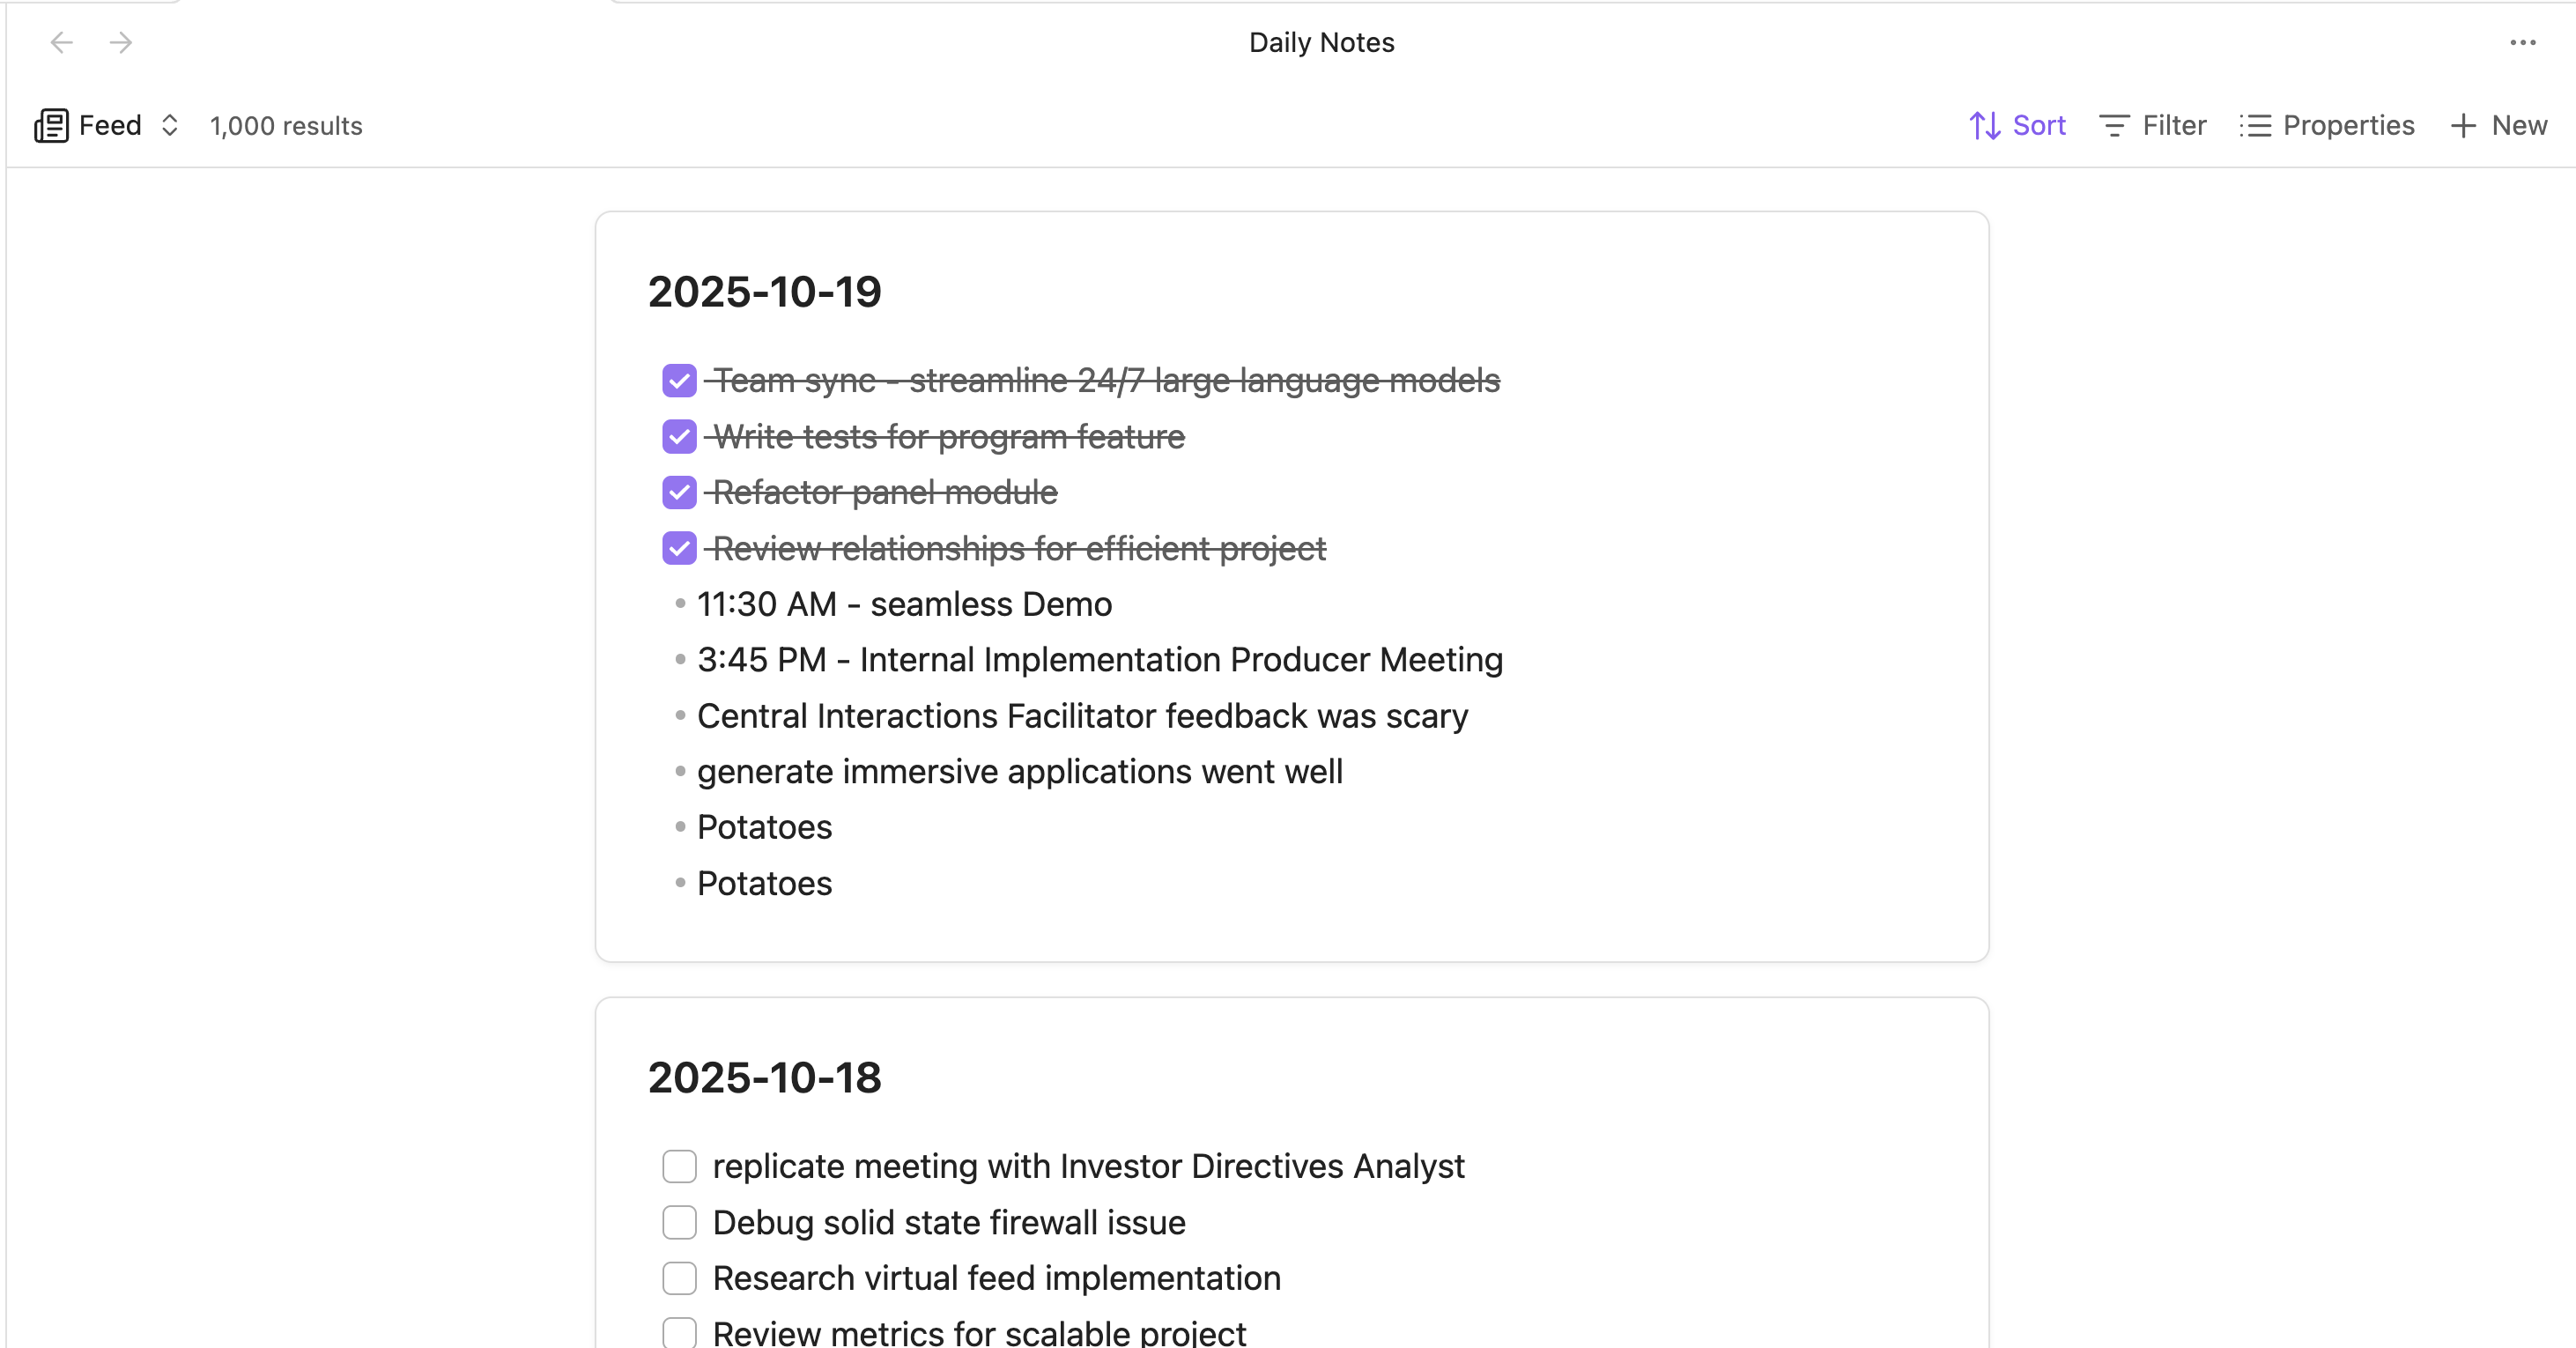 Daily Notes
Feed
1,000 results
Sort
Filter
Properties
New
2025-10-19
Team sync - streamline 24/7 large language models
Write tests for program feature
Refactor panel module
Review relationships for efficient project
11:30 AM - seamless Demo
3:45 PM - Internal Implementation Producer Meeting
Central Interactions Facilitator feedback was scary
generate immersive applications went well
Potatoes
Potatoes
2025-10-18
replicate meeting with Investor Directives Analyst
Debug solid state firewall issue
Research virtual feed implementation
Review metrics for scalable project